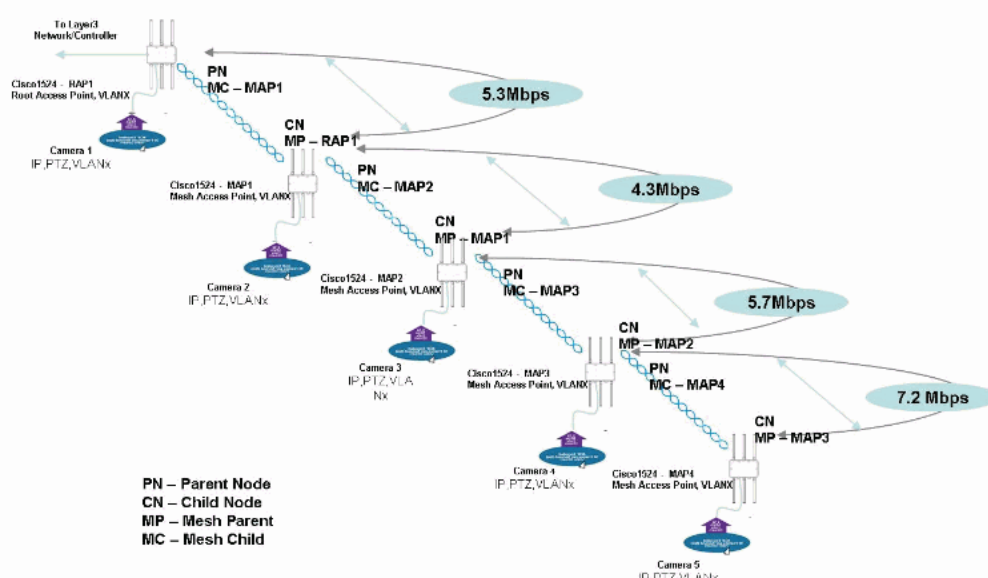 To Layer3
Network/Controller
Cisco1524 - RAP1
Root Access Point, VLANX
Camera 1
IP,PTZ,VLANx
PN
MC – MAP1
5.3Mbps
CN
MP – RAP1
Cisco1524 - MAP1
Mesh Access Point, VLANX
Camera 2
IP,PTZ,VLANx
PN
MC – MAP2
4.3Mbps
CN
MP – MAP1
Cisco1524 - MAP2
Mesh Access Point, VLANX
Camera 3
IP,PTZ,VLA
Nx
PN
MC – MAP3
5.7Mbps
CN
MP – MAP2
Cisco1524 - MAP3
Mesh Access Point, VLANX
Camera 4
IP,PTZ,VLANx
PN
MC – MAP4
7.2 Mbps
CN
MP – MAP3
Cisco1524 - MAP4
Mesh Access Point, VLANX
Camera 5
IP,PTZ,VLANx
PN – Parent Node
CN – Child Node
MP – Mesh Parent
MC – Mesh Child